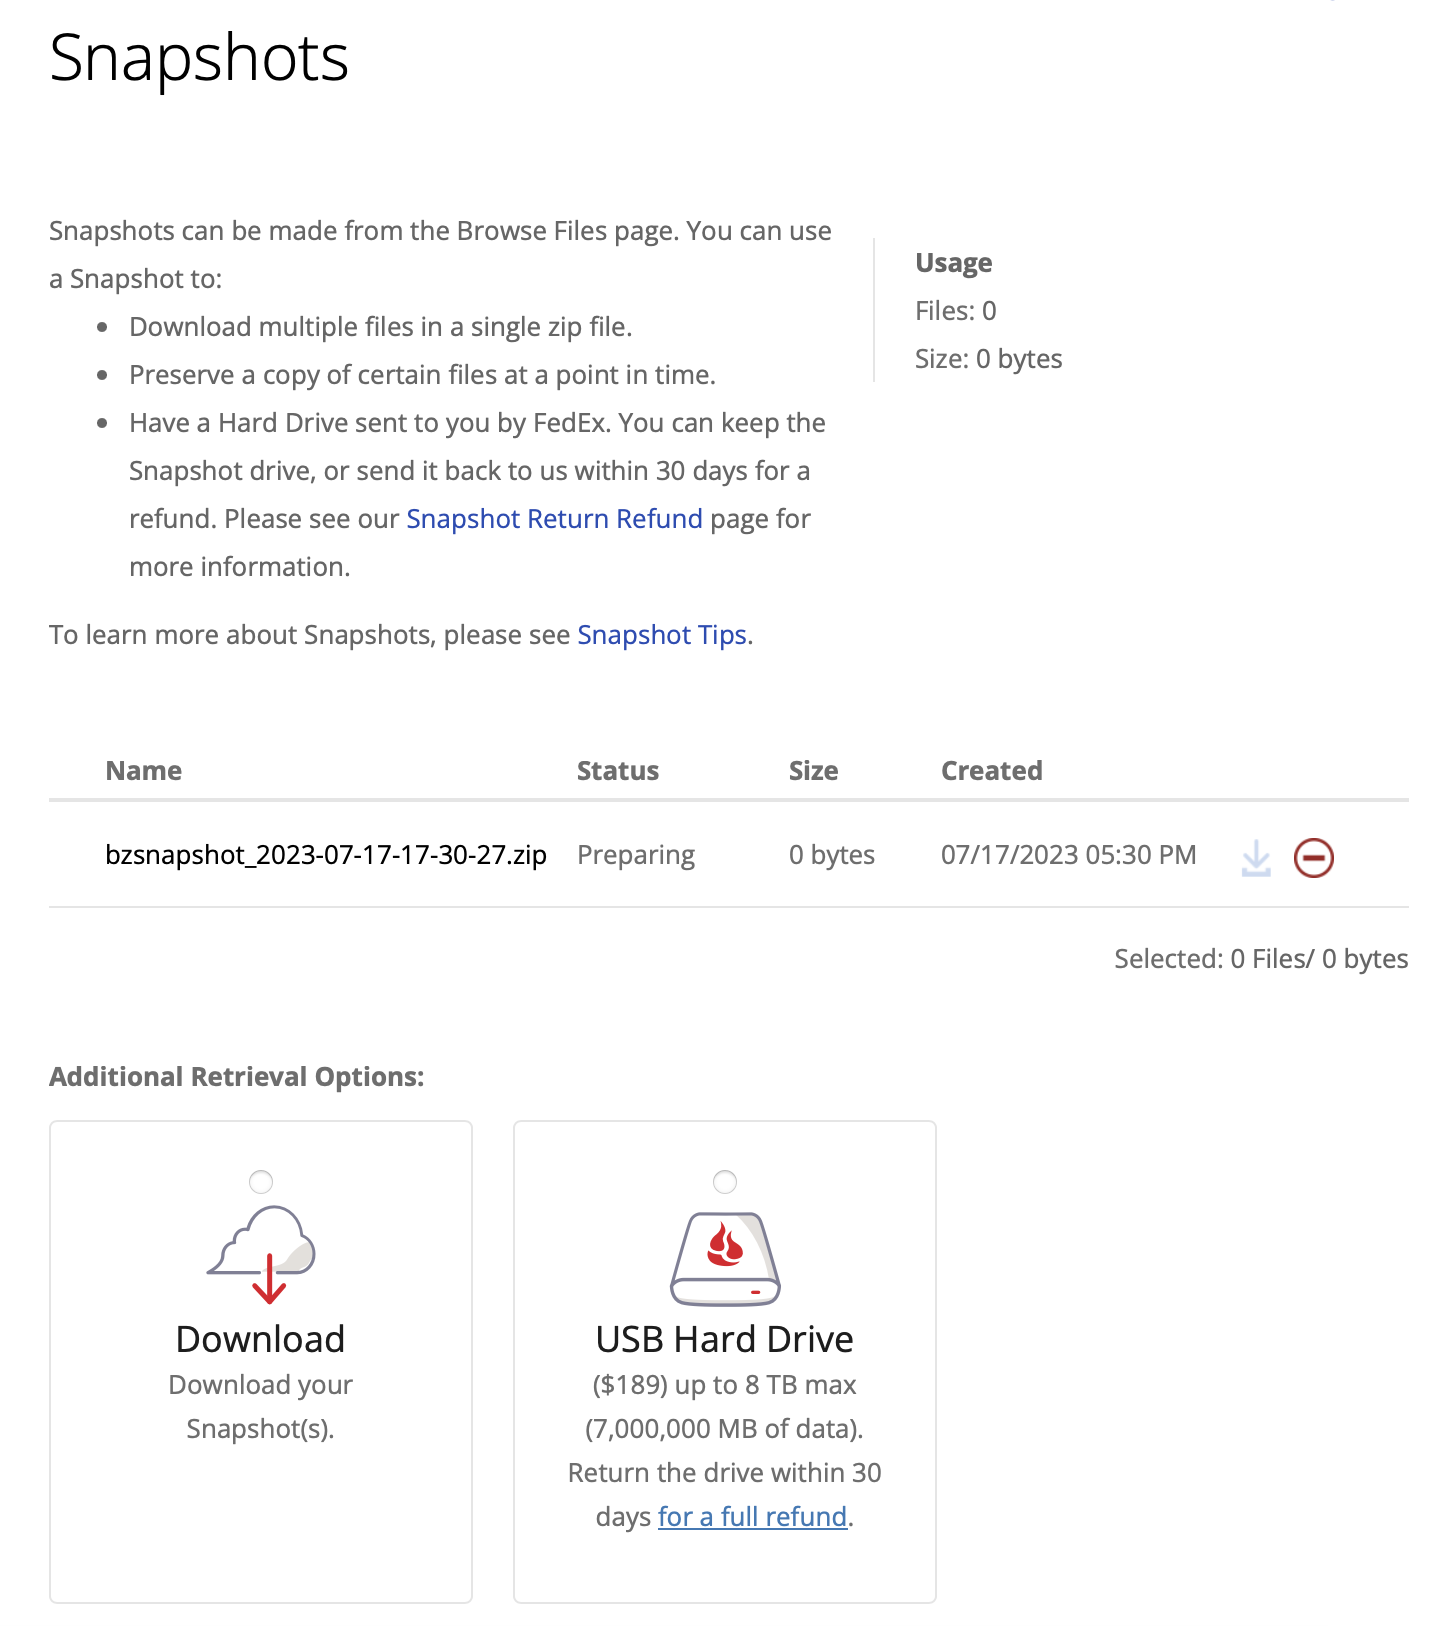 Snapshots
Snapshots can be made from the Browse Files page. You can use
a Snapshot to:
Download multiple files in a single zip file.
Preserve a copy of certain files at a point in time.
Have a Hard Drive sent to you by FedEx. You can keep the
Snapshot drive, or send it back to us within 30 days for a
refund. Please see our Snapshot Return Refund page for
more information.
To learn more about Snapshots, please see Snapshot Tips.
Usage
Files: 0
Size: 0 bytes
Name Status Size Created
bzsnapshot_2023-07-17-17-30-27.zip Preparing 0 bytes 07/17/2023 05:30 PM
Selected: 0 Files/ 0 bytes
Additional Retrieval Options:
Download
Download your
Snapshot(s).
USB Hard Drive
($189) up to 8 TB max
(7,000,000 MB of data).
Return the drive within 30
days for a full refund.